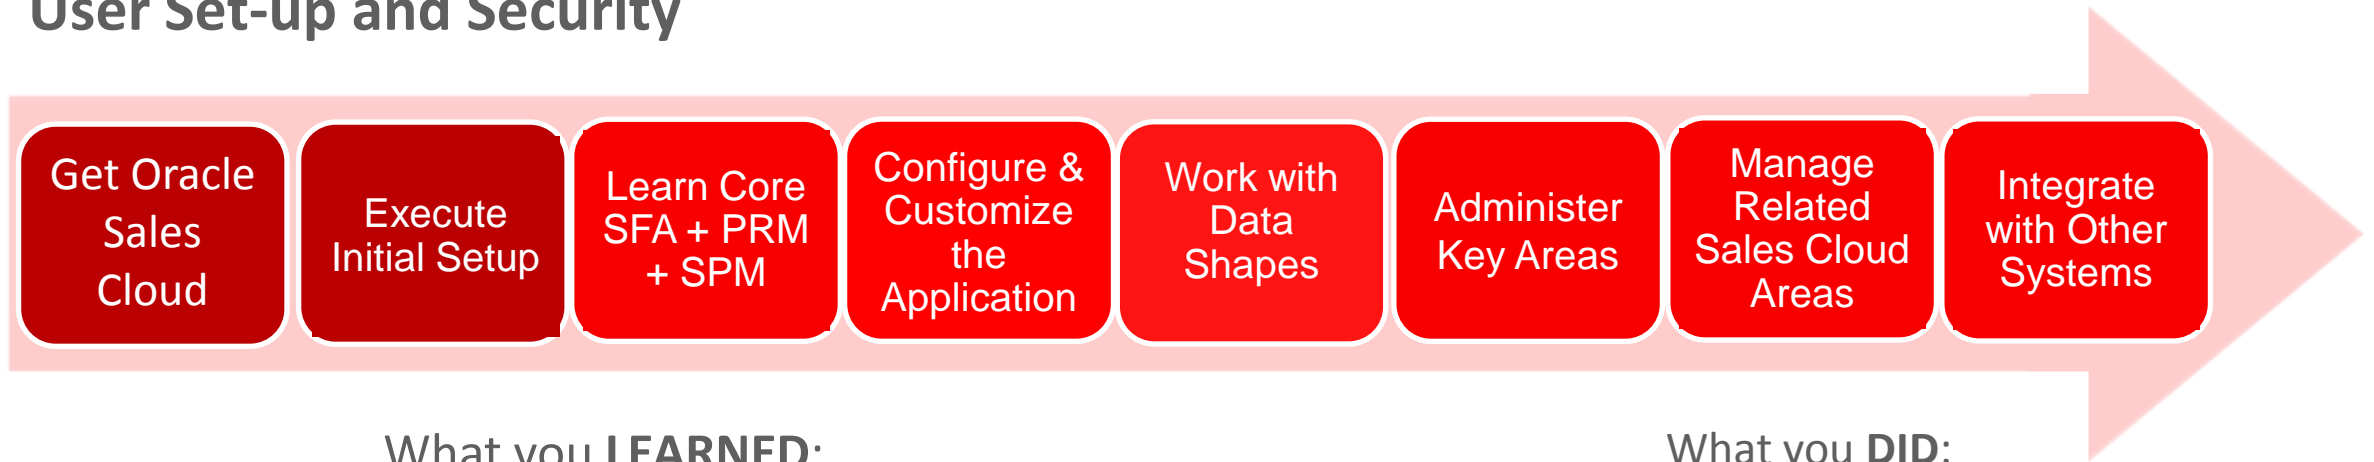 User Set-up and Security
Get Oracle
Sales
Cloud
Execute
Initial Setup
Learn Core
SFA + PRM
+ SPM
Configure &
Customize
the
Application
Work with
Data
Shapes
Administer
Key Areas
Manage
Related
Sales Cloud
Areas
Integrate
with Other
Systems
What you LEARNED:
What you DID: